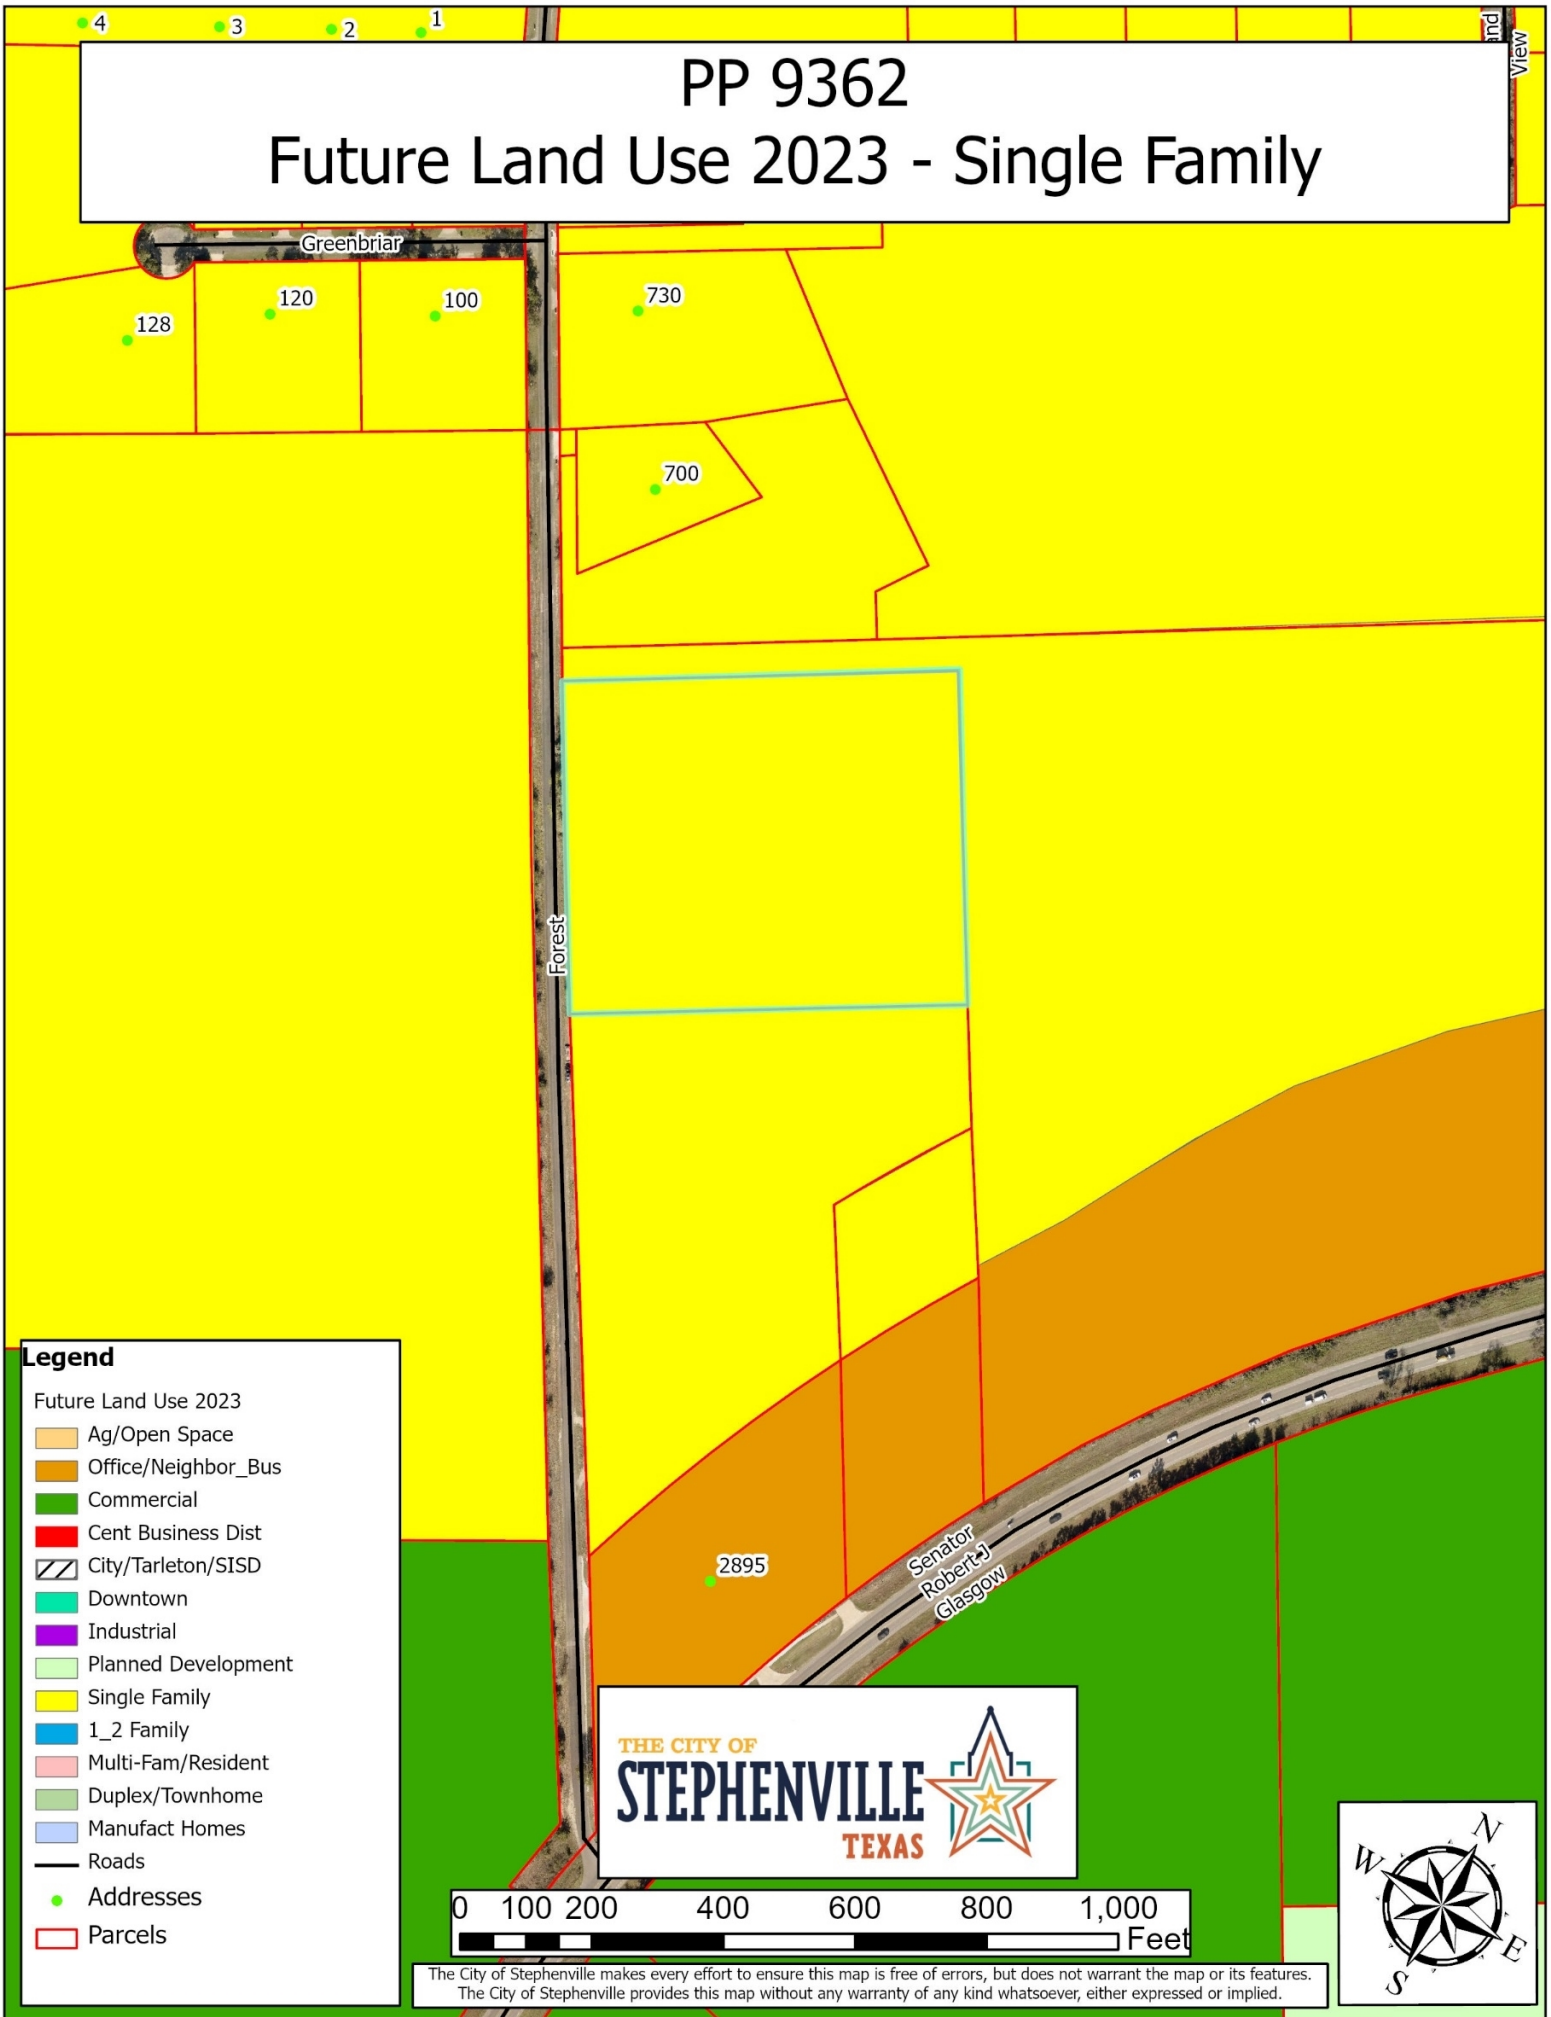 4
3
2
1
and
View
PP 9362
Future Land Use 2023 - Single Family
Greenbriar
128
120
100
730
700
Forest
2895
Senator
Robert J
Glasgow
Legend
Future Land Use 2023
Ag/Open Space
Office/Neighbor_Bus
Commercial
Cent Business Dist
City/Tarleton/SISD
Downtown
Industrial
Planned Development
Single Family
1_2 Family
Multi-Fam/Resident
Duplex/Townhome
Manufact Homes
Roads
Addresses
Parcels
THE CITY OF
STEPHENVILLE
TEXAS
0 100 200 400 600 800 1,000
Feet
The City of Stephenville makes every effort to ensure this map is free of errors, but does not warrant the map or its features.
The City of Stephenville provides this map without any warranty of any kind whatsoever, either expressed or implied.
N
W
E
S